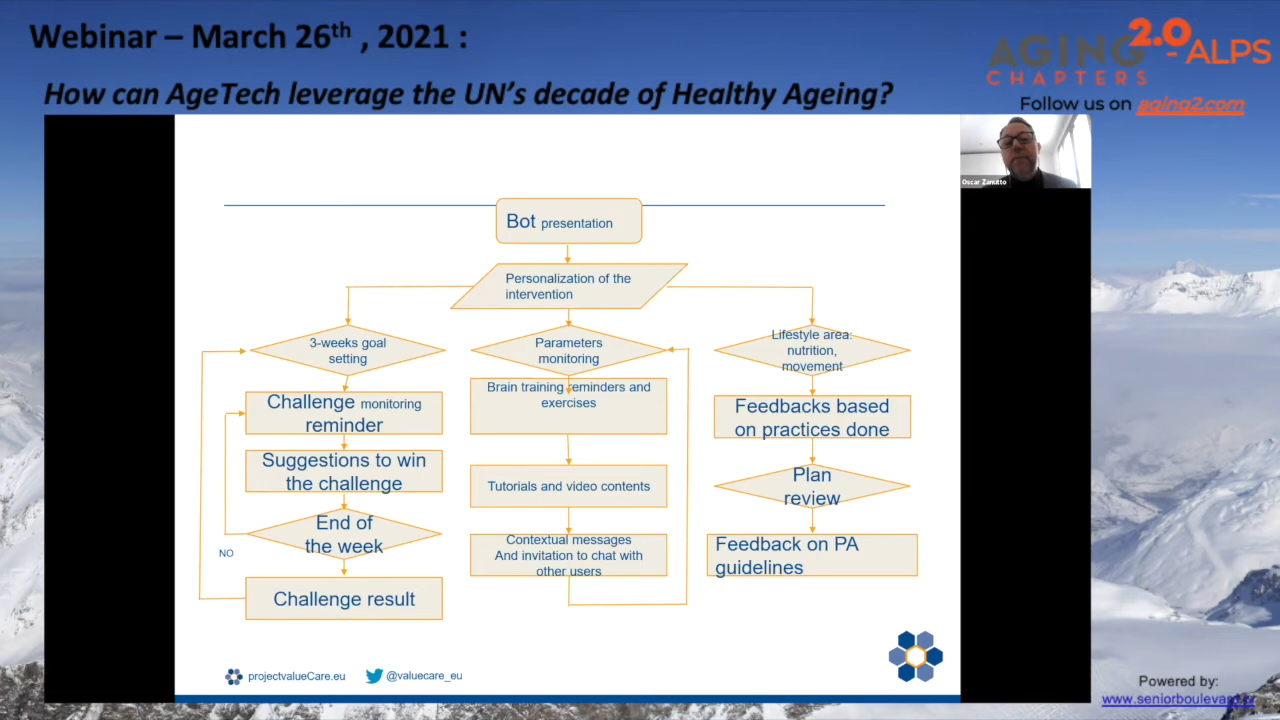 Webinar – March 26th , 2021 :
How can AgeTech leverage the UN's decade of Healthy Ageing?
AGING 2.0 -ALPS
CHAPTERS
Follow us on aging2.com
Oscar Zanutto
Bot presentation
Personalization of the
intervention
3-weeks goal
setting
Challenge monitoring
reminder
Suggestions to win
the challenge
End of
the week
NO
Challenge result
Parameters
monitoring
Brain training reminders and
exercises
Tutorials and video contents
Contextual messages
And invitation to chat with
other users
Lifestyle area:
nutrition,
movement
Feedbacks based
on practices done
Plan
review
Feedback on PA
guidelines
projectvalueCare.eu
@valuecare_eu
Powered by: